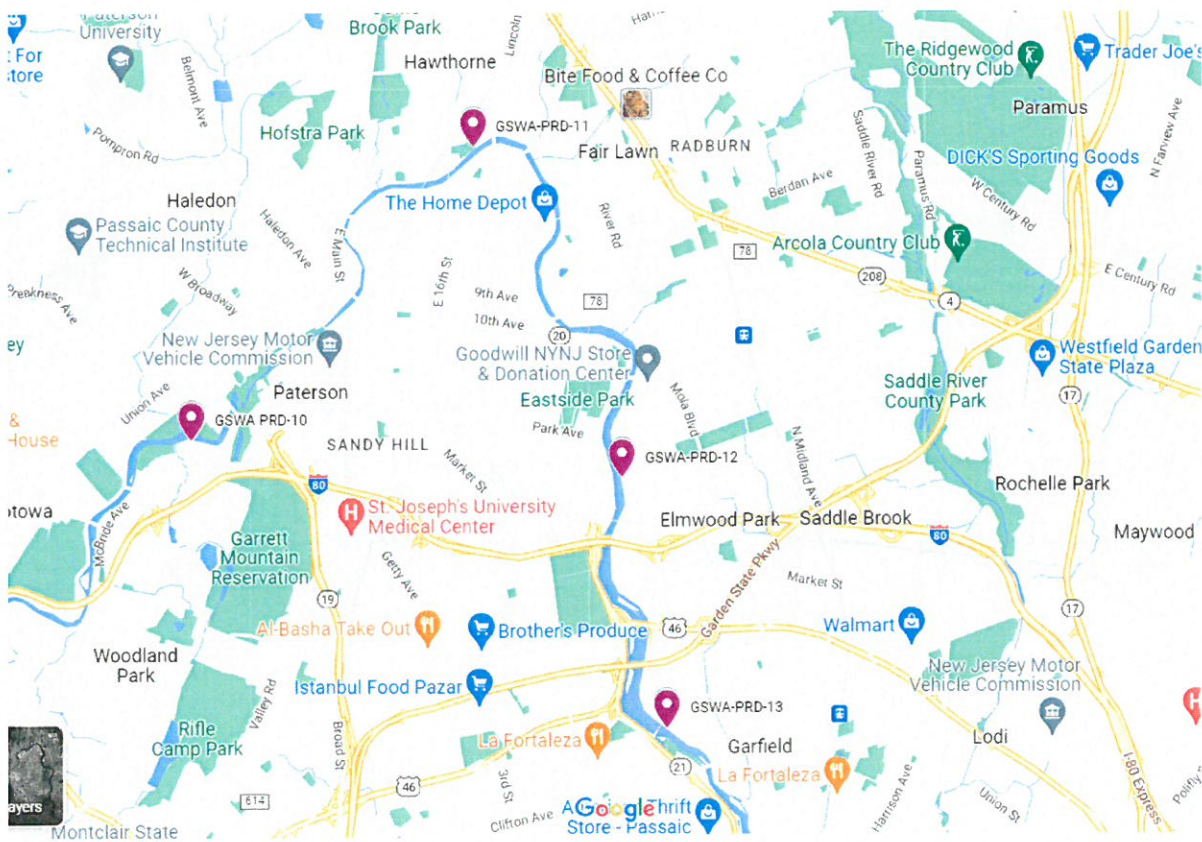 Paterson
University
Brook Park
Lincoln
Hawthorne
Bite Food & Coffee Co
The Ridgewood
Country Club
Trader Joe's
Paramus
Belmont Ave
t For
store
Hofstra Park
GSWA-PRD-11
Fair Lawn
RADBURN
Saddle River Rd
Paramus Rd
DICK'S Sporting Goods
N Farview Ave
Pompron Rd
Berdan Ave
W Century Rd
Haledon
The Home Depot
River Rd
Passaic County
Technical Institute
Haledon Ave
E Main St
Arcola Country Club
78
E Century Rd
E 16th St
208
4
W Broadway
Preakness Ave
9th Ave
78
10th Ave
20
ey
New Jersey Motor
Vehicle Commission
Goodwill NYNJ Store
& Donation Center
Westfield Garden
State Plaza
Union Ave
Paterson
Eastside Park
Mola Blvd
Saddle River
County Park
17
&
House
GSWA PRD-10
Park Ave
N Midland Ave
SANDY HILL
GSWA-PRD-12
Market St
80
Rochelle Park
otowa
McBride Ave
St. Joseph's University
Medical Center
Elmwood Park
Saddle Brook
80
Maywood
Garrett
Mountain
Reservation
Getty Ave
Garden State Pkwy
Market St
19
17
Al-Basha Take Out
Brother's Produce
46
Walmart
Woodland
Park
New Jersey Motor
Vehicle Commission
Istanbul Food Pazar
Valley Rd
GSWA-PRD-13
Rifle
Camp Park
Broad St
La Fortaleza
Garfield
Lodi
21
La Fortaleza
ayers
46
3rd St
I-80 Express
Polifly
614
Harrison Ave
Union St
Clifton Ave
Google
Thrift
Store - Passaic
Montclair State